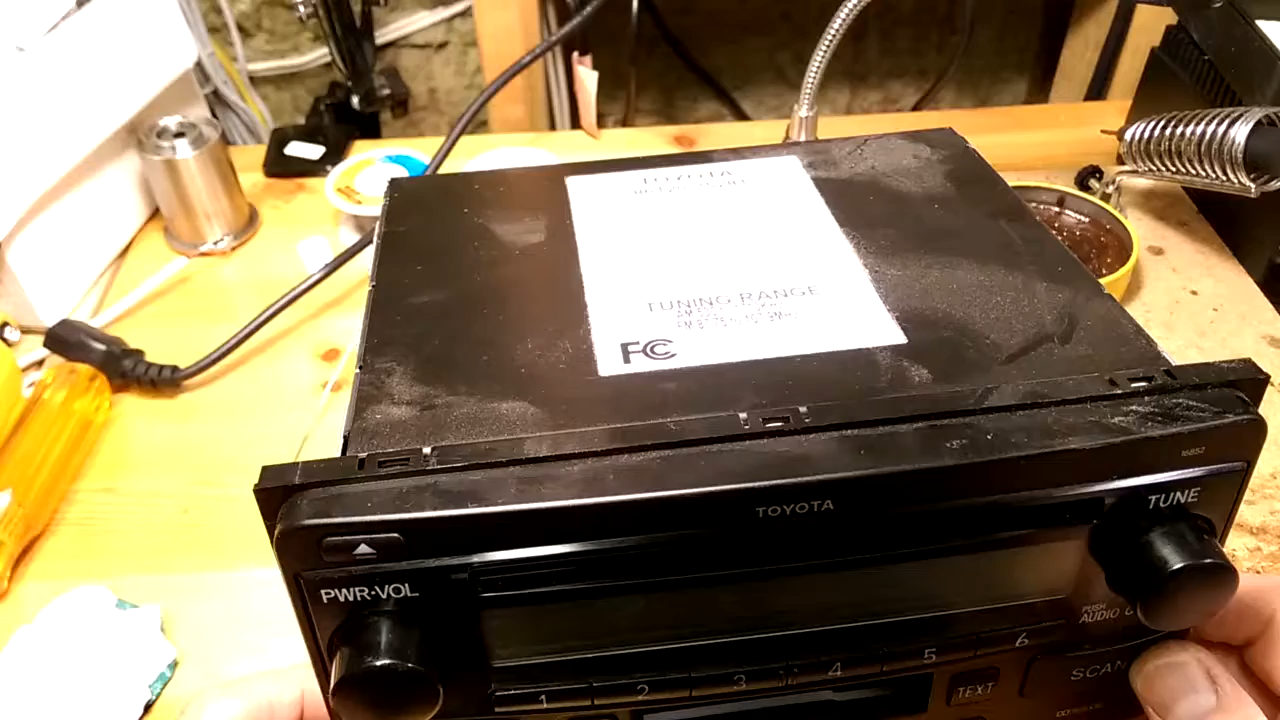 TOYOTA
TUNING RANGE
FC
16852
TOYOTA
TUNE
PWR·VOL
PUSH
AUDIO
1 2 3 4 5 6
TEXT
SCAN